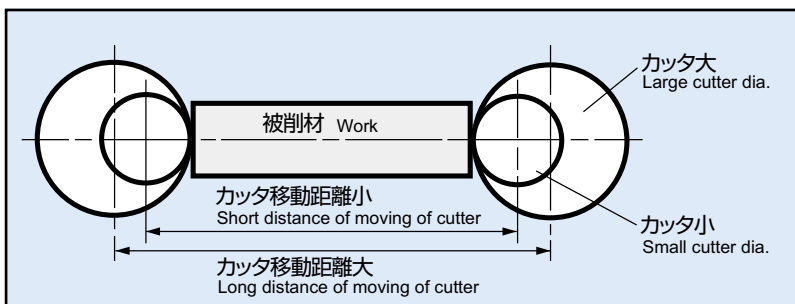 カッタ大
Large cutter dia.
被削材 Work
カッタ移動距離小
Short distance of moving of cutter
カッタ小
Small cutter dia.
カッタ移動距離大
Long distance of moving of cutter